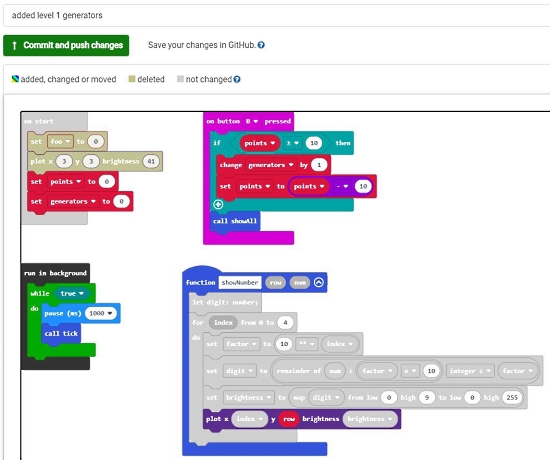 added level 1 generators
Commit and push changes
Save your changes in GitHub.
added, changed or moved deleted not changed
on start
set foo to 0
plot x 3 y 3 brightness 41
set points to 0
set generators to 0
on button B pressed
if points ≥ 10 then
change generators by 1
set points to points - 10
call showAll
run in background
while true
do pause (ms) 1000
call tick
function showNumber row num
let digit: number;
for index from 0 to 4
do set factor to 10 ** index
set digit to remainder of num ÷ factor × 10 integer ÷ factor
set brightness to map digit from low 0 high 9 to low 0 high 255
plot x index y row brightness brightness